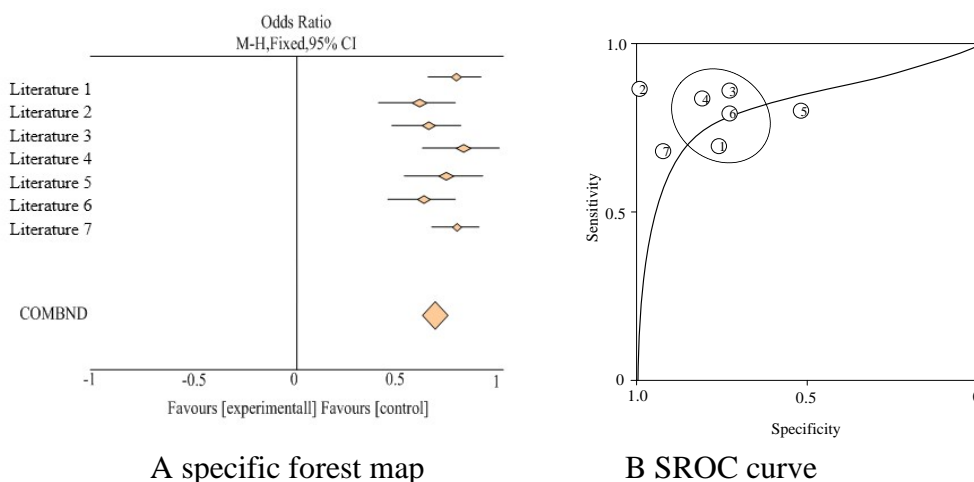 Odds Ratio
M-H,Fixed,95% CI
Literature 1
Literature 2
Literature 3
Literature 4
Literature 5
Literature 6
Literature 7
COMBND
-1 -0.5 0 0.5 1
Favours [experimentall] Favours [control]
A specific forest map
1.0
0.5
0
Sensitivity
2
4
3
6
5
7
1
1.0 0.5
Specificity
B SROC curve